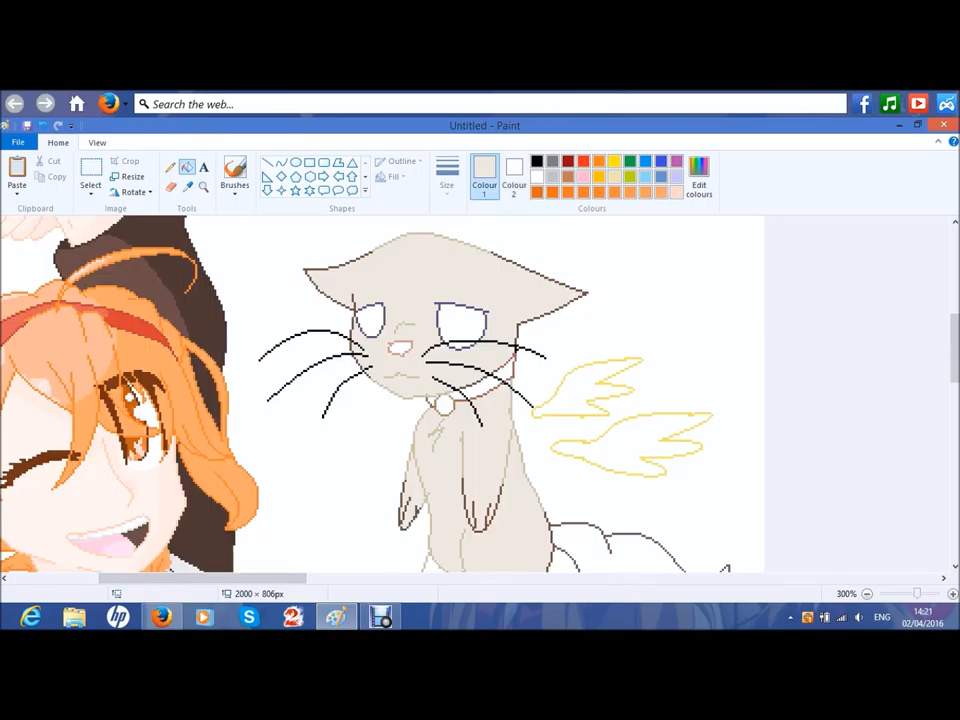 Search the web...
Untitled - Paint
File
Home
View
Paste
Cut
Copy
Clipboard
Select
Crop
Resize
Rotate
Image
A
Tools
Brushes
Outline
Fill
Shapes
Size
Colour 1
Colour 2
Edit colours
Colours
2000 × 806px
300%
hp
ENG
14:21
02/04/2016